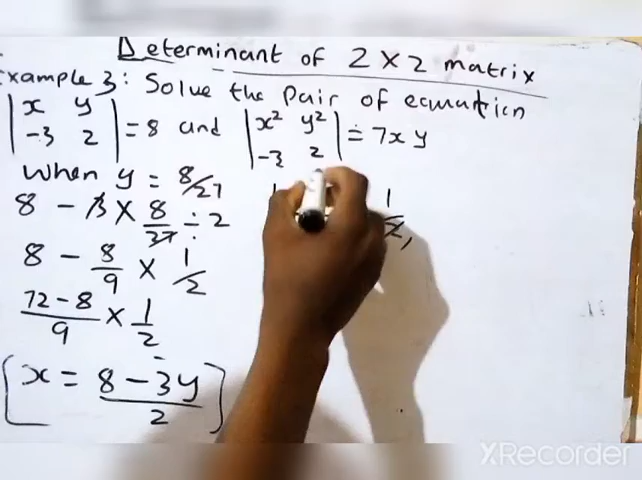 Determinant of 2 x 2 matrix
Example 3: Solve the Pair of equation
| x y | = 8 and | x² y² | = 7xy
| -3 2 | | -3 2 |
When y = 8/27
8 - 3 × 8/27 ÷ 2
8 - 8/9 × 1/2
72 - 8/9 × 1/2
x = 8 - 3y/2
XRecorder